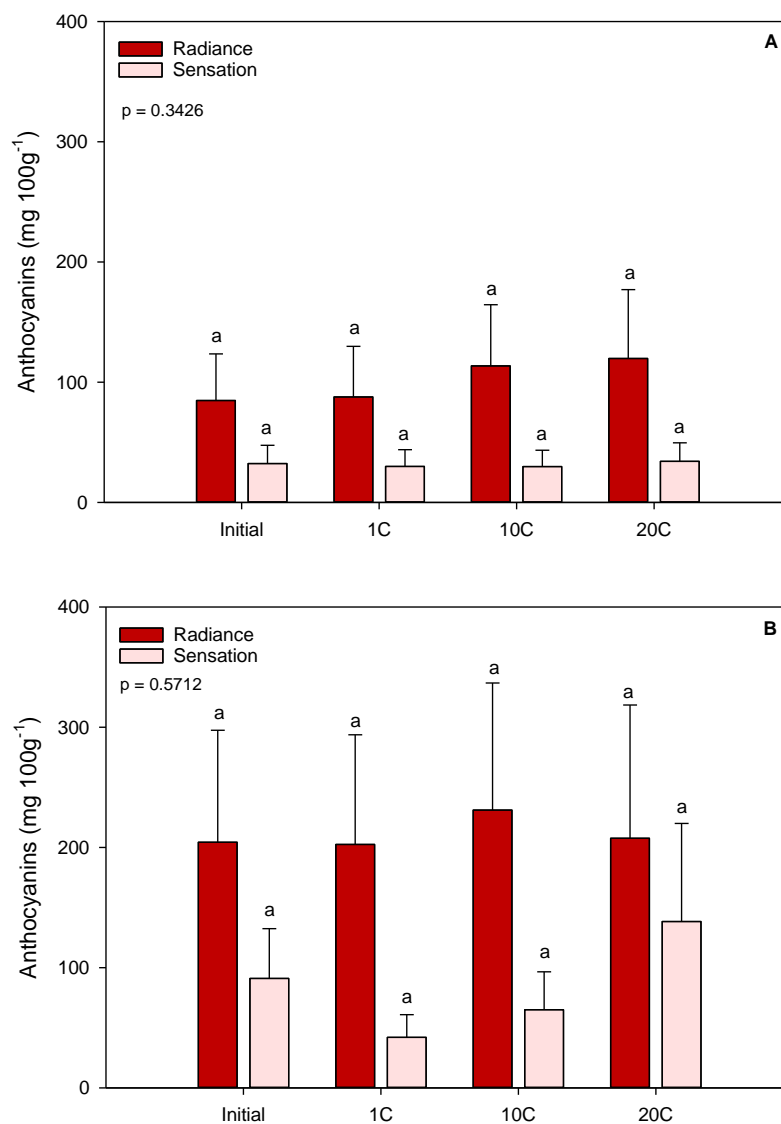 400
A
Radiance
Sensation
p = 0.3426
300
Anthocyanins (mg 100g⁻¹)
200
a a a a
a a a a
100
0
Initial 1C 10C 20C
400
B
Radiance
Sensation
p = 0.5712
a a a a
300
Anthocyanins (mg 100g⁻¹)
a
200
a a
100
a
0
Initial 1C 10C 20C